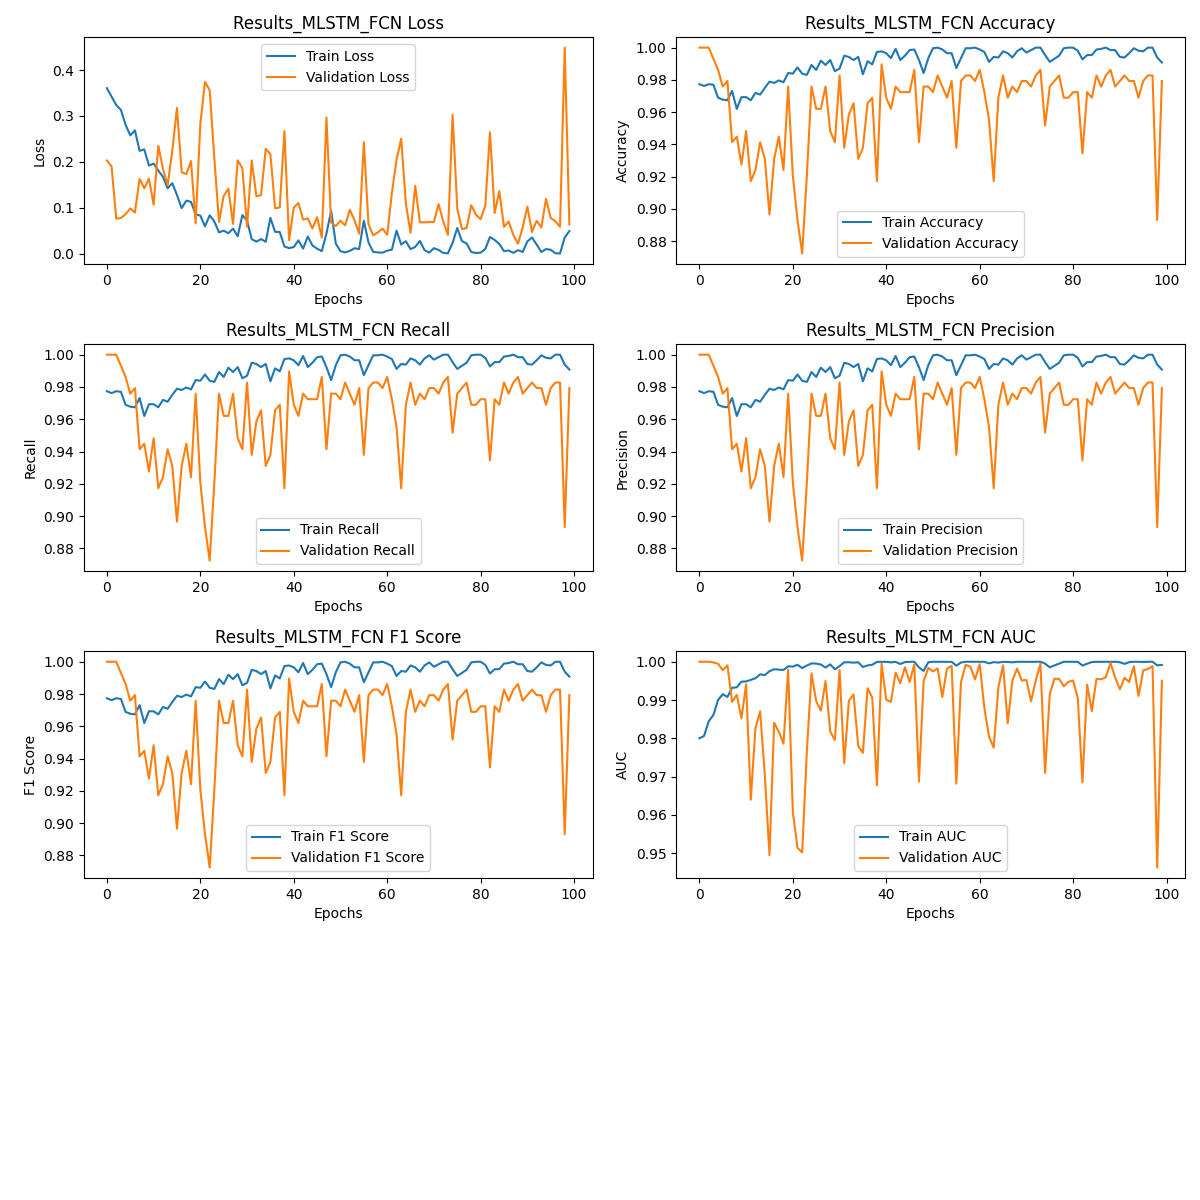 Results_MLSTM_FCN Loss
Train Loss
Validation Loss
Loss
0.4
0.3
0.2
0.1
0.0
0 20 40 60 80 100
Epochs
Results_MLSTM_FCN Accuracy
Accuracy
1.00
0.98
0.96
0.94
0.92
0.90
0.88
Train Accuracy
Validation Accuracy
0 20 40 60 80 100
Epochs
Results_MLSTM_FCN Recall
Recall
1.00
0.98
0.96
0.94
0.92
0.90
0.88
Train Recall
Validation Recall
0 20 40 60 80 100
Epochs
Results_MLSTM_FCN Precision
Precision
1.00
0.98
0.96
0.94
0.92
0.90
0.88
Train Precision
Validation Precision
0 20 40 60 80 100
Epochs
Results_MLSTM_FCN F1 Score
F1 Score
1.00
0.98
0.96
0.94
0.92
0.90
0.88
Train F1 Score
Validation F1 Score
0 20 40 60 80 100
Epochs
Results_MLSTM_FCN AUC
AUC
1.00
0.99
0.98
0.97
0.96
0.95
Train AUC
Validation AUC
0 20 40 60 80 100
Epochs